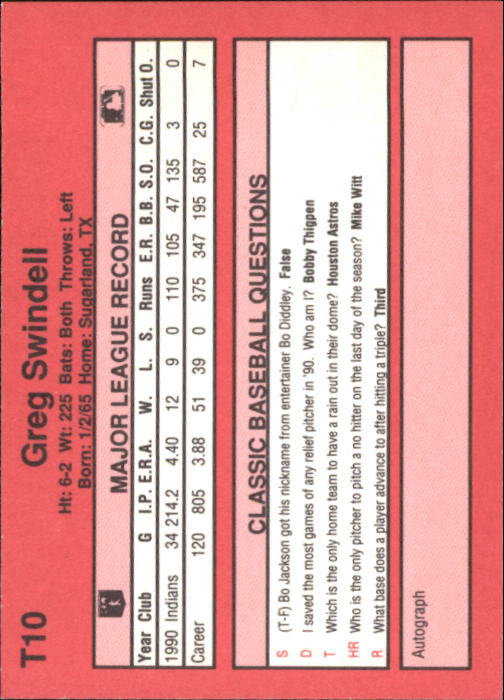 T10
Greg Swindell
Ht: 6-2 Wt: 225 Bats: Both Throws: Left
Born: 1/2/65 Home: Sugarland, TX
MAJOR LEAGUE RECORD
Year Club G I.P. E.R.A. W. L. S. Runs E.R. B.B. S.O. C.G. Shut O.
1990 Indians 34 214.2 4.40 12 9 0 110 105 47 135 3 0
Career 120 805 3.88 51 39 0 375 347 195 587 25 7
CLASSIC BASEBALL QUESTIONS
S (T-F) Bo Jackson got his nickname from entertainer Bo Diddley. False
D I saved the most games of any relief pitcher in '90. Who am I? Bobby Thigpen
T Which is the only home team to have a rain out in their dome? Houston Astros
HR Who is the only pitcher to pitch a no hitter on the last day of the season? Mike Witt
R What base does a player advance to after hitting a triple? Third
Autograph